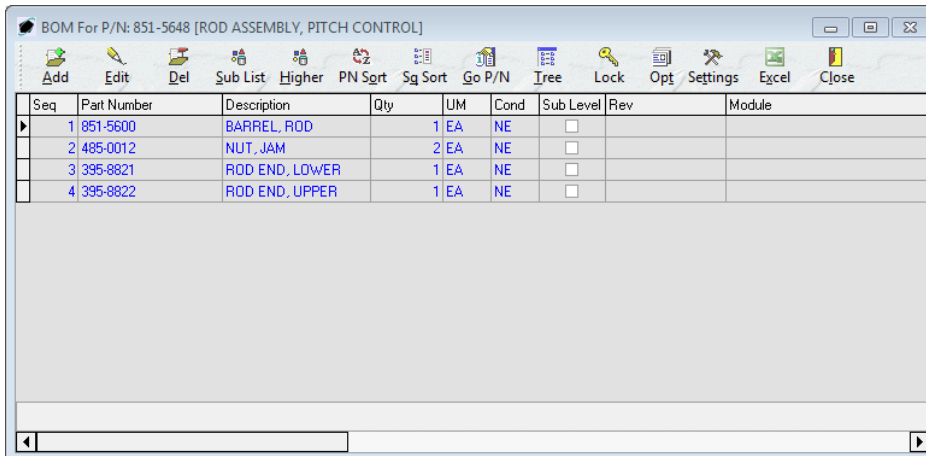 BOM For P/N: 851-5648 [ROD ASSEMBLY, PITCH CONTROL]
Add Edit Del Sub List Higher PN Sort Sq Sort Go P/N Tree Lock Opt Settings Excel Close
Seq Part Number Description Qty UM Cond Sub Level Rev Module
1 851-5600 BARREL, ROD 1 EA NE
2 485-0012 NUT, JAM 2 EA NE
3 395-8821 ROD END, LOWER 1 EA NE
4 395-8822 ROD END, UPPER 1 EA NE